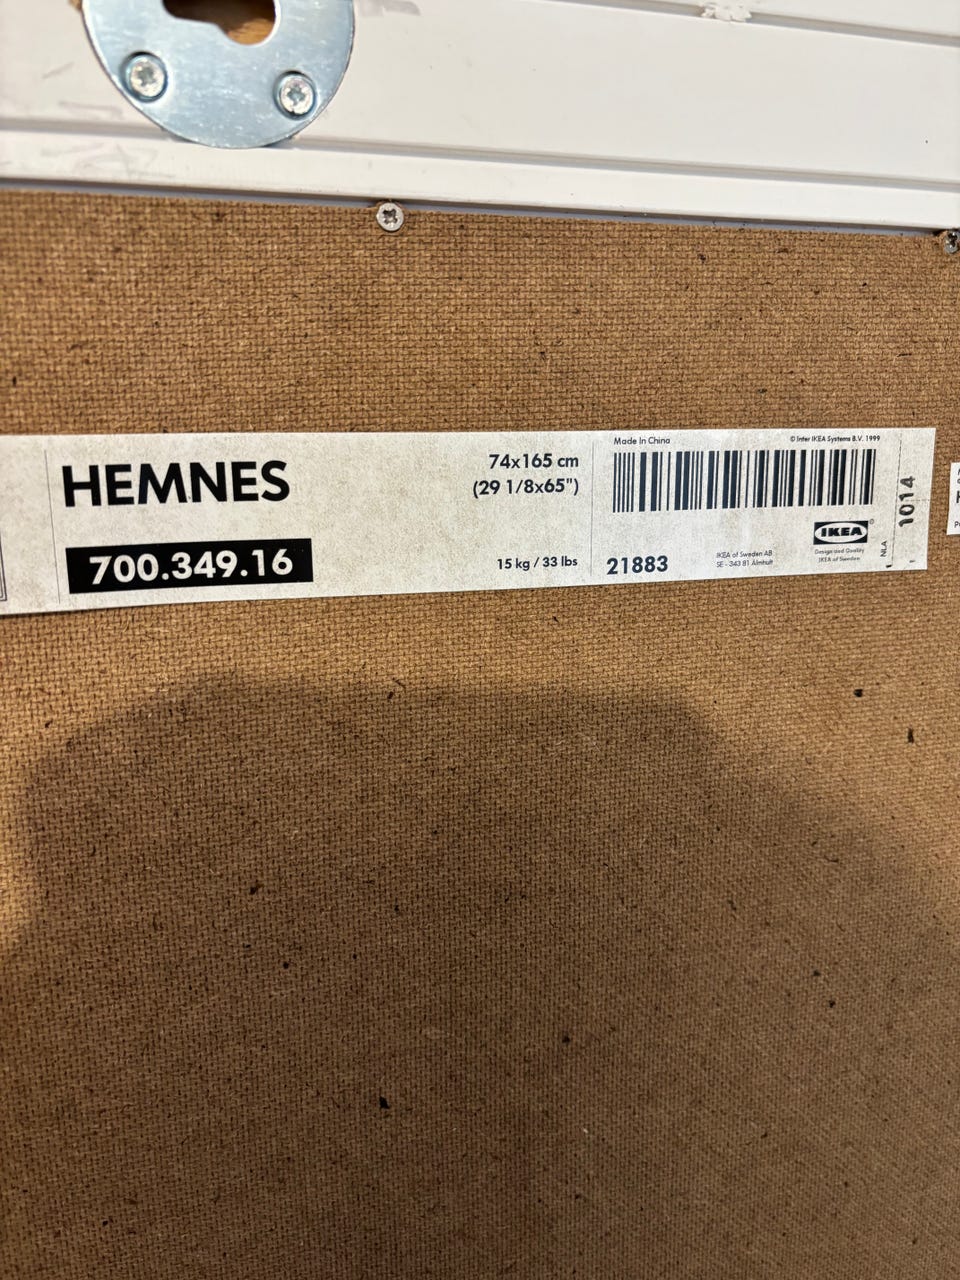 HEMNES
700.349.16
74x165 cm
(29 1/8x65")
15 kg / 33 lbs
Made In China
© Inter IKEA Systems B.V. 1999
21883
IKEA of Sweden AB
SE - 343 81 Älmhult
IKEA®
Design and Quality
IKEA of Sweden
NLA
1014